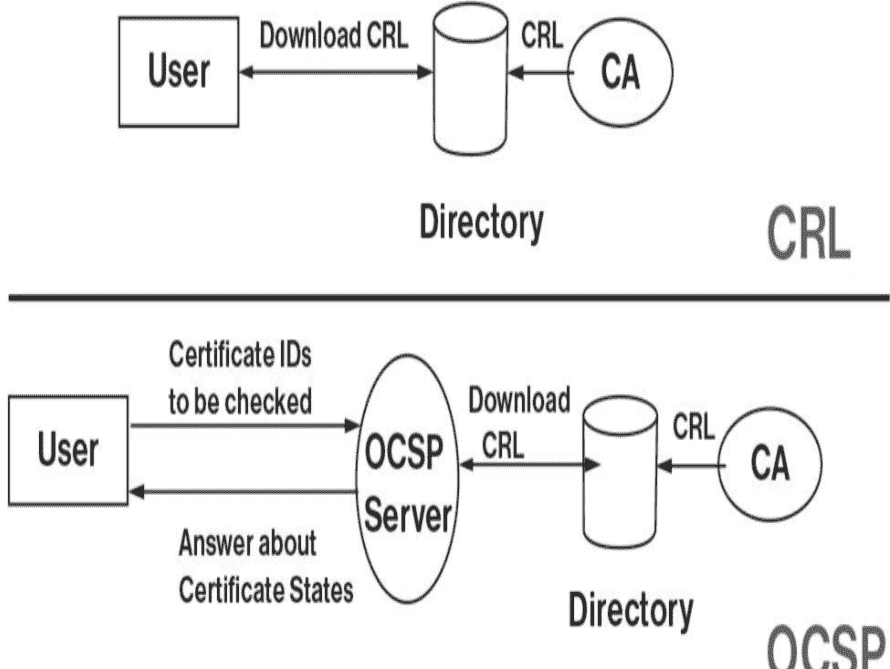 Download CRL
CRL
User
CA
Directory
CRL
Certificate IDs
to be checked
User
OCSP
Server
Download
CRL
CRL
CA
Answer about
Certificate States
Directory
OCSP